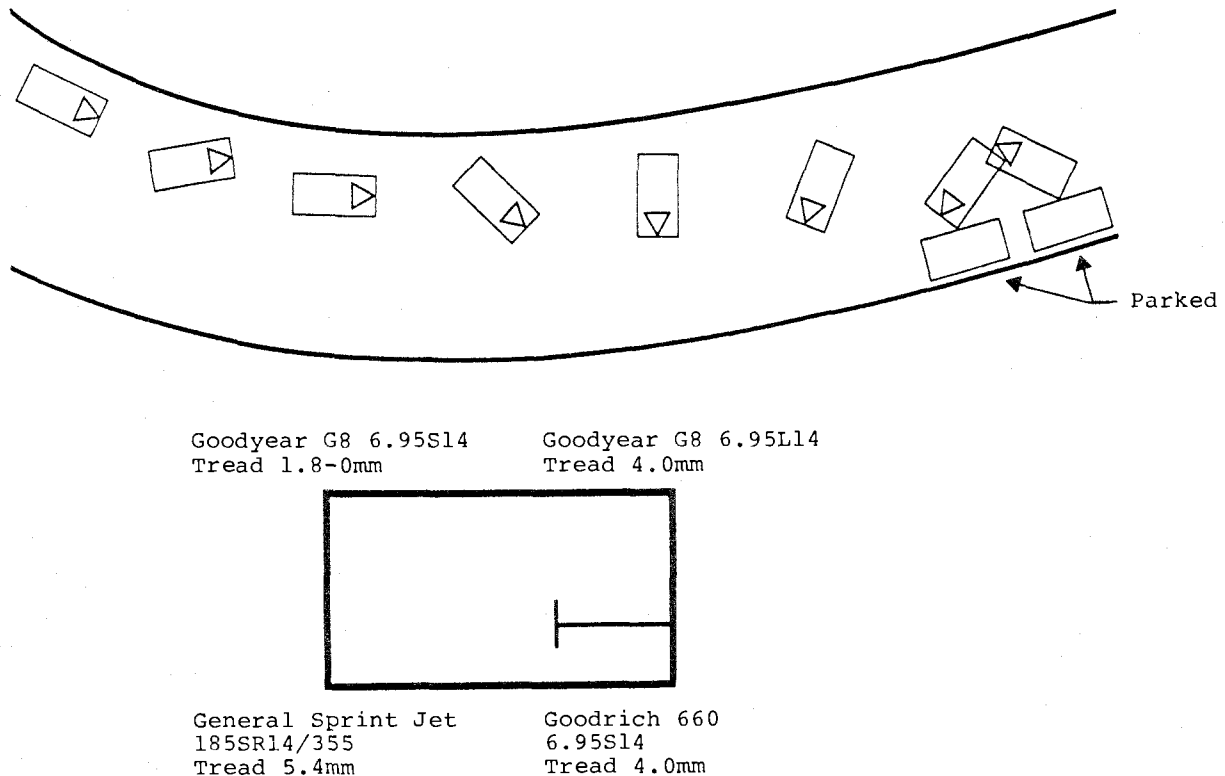 Parked
Goodyear G8 6.95S14
Tread 1.8-0mm
Goodyear G8 6.95L14
Tread 4.0mm
General Sprint Jet
185SR14/355
Tread 5.4mm
Goodrich 660
6.95S14
Tread 4.0mm